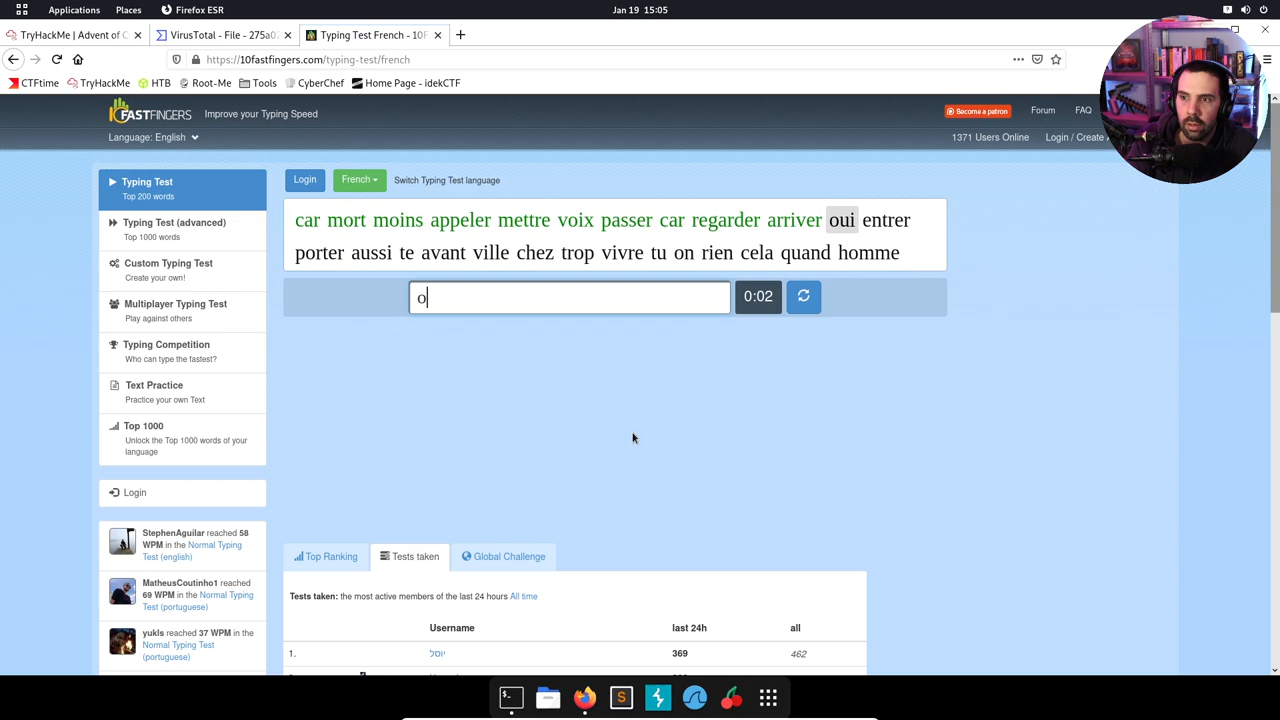 Applications Places Firefox ESR Jan 19 15:05
TryHackMe | Advent of C
VirusTotal - File - 275a0
Typing Test French - 10F
https://10fastfingers.com/typing-test/french
CTFtime TryHackMe HTB Root-Me Tools CyberChef Home Page - idekCTF
FASTFINGERS Improve your Typing Speed
Become a patron Forum FAQ
Language: English
1371 Users Online Login / Create
Typing Test
Top 200 words
Typing Test (advanced)
Top 1000 words
Custom Typing Test
Create your own!
Multiplayer Typing Test
Play against others
Typing Competition
Who can type the fastest?
Text Practice
Practice your own Text
Top 1000
Unlock the Top 1000 words of your
language
Login
StephenAguilar reached 58
WPM in the Normal Typing
Test (english)
MatheusCoutinho1 reached
69 WPM in the Normal Typing
Test (portuguese)
yukls reached 37 WPM in the
Normal Typing Test
(portuguese)
Login French Switch Typing Test language
car mort moins appeler mettre voix passer car regarder arriver oui entrer
porter aussi te avant ville chez trop vivre tu on rien cela quand homme
o
0:02
Top Ranking Tests taken Global Challenge
Tests taken: the most active members of the last 24 hours All time
Username last 24h all
1. יוסל 369 462